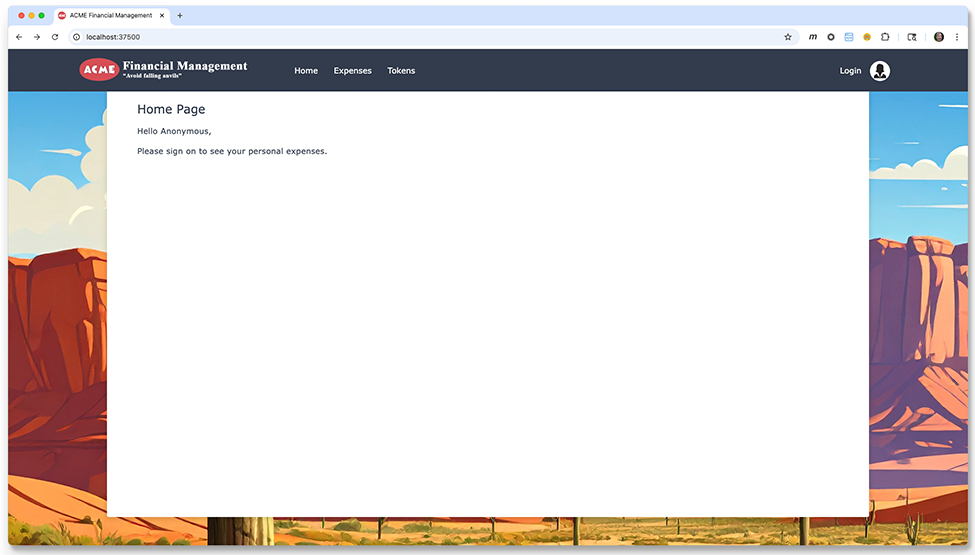 ACME Financial Management
localhost:37500
ACME Financial Management
"Avoid falling anvils"
Home Expenses Tokens
Login
Home Page
Hello Anonymous,
Please sign on to see your personal expenses.